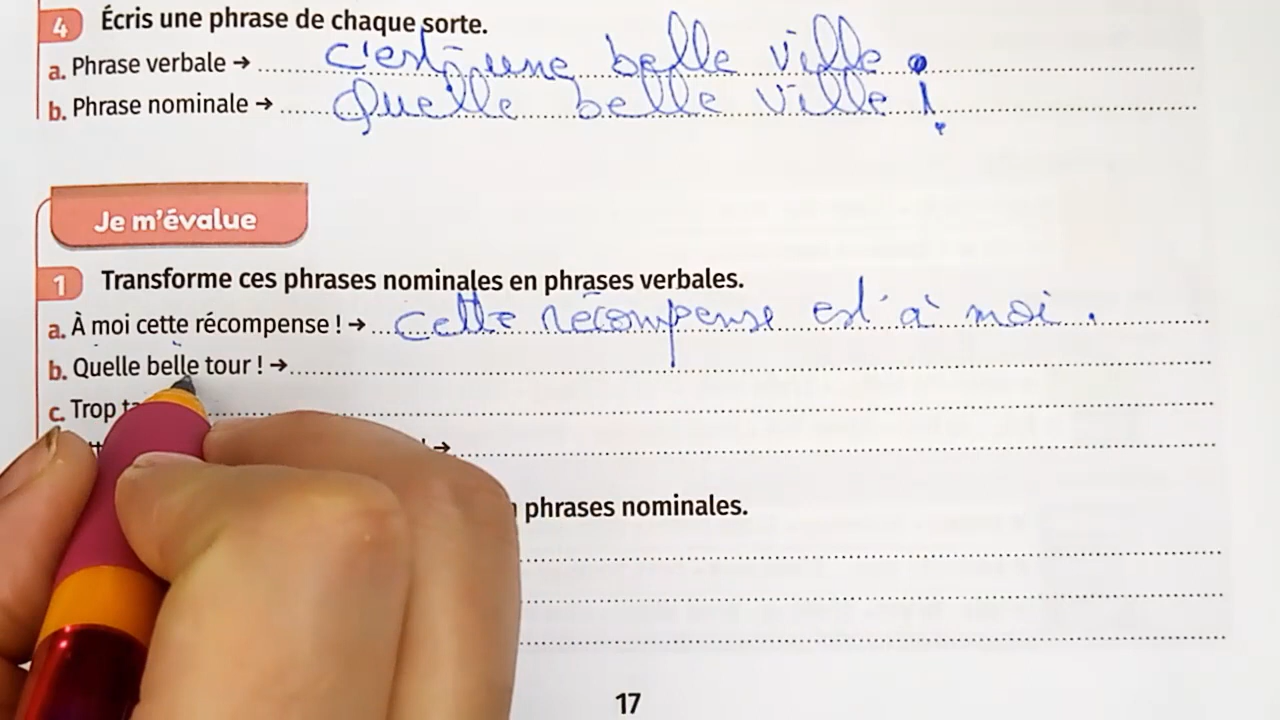 4 Écris une phrase de chaque sorte.
a. Phrase verbale → c'est une belle ville .
b. Phrase nominale → Quelle belle ville !
Je m'évalue
1 Transforme ces phrases nominales en phrases verbales.
a. À moi cette récompense ! → cette récompense est à moi .
b. Quelle belle tour ! →
c. Trop
! →
phrases nominales.
17